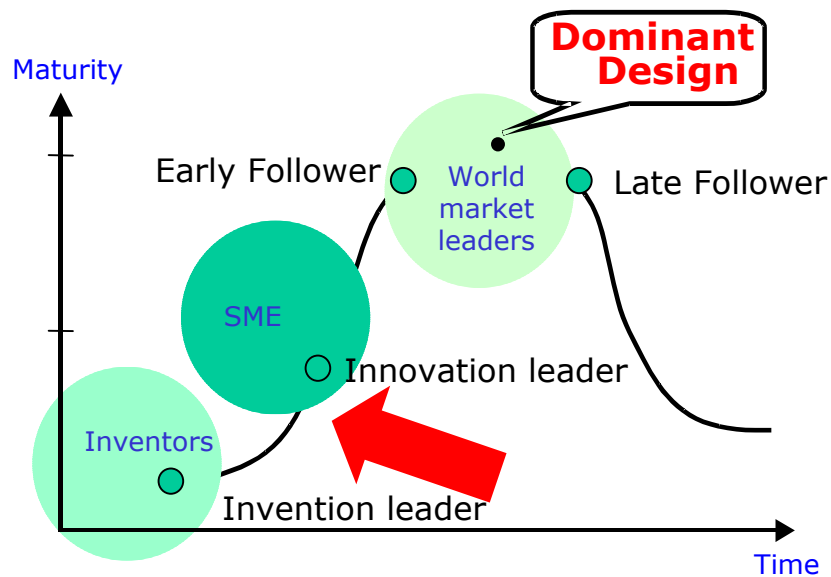 Dominant
Design
Maturity
Early Follower
World
market
leaders
Late Follower
SME
Innovation leader
Inventors
Invention leader
Time